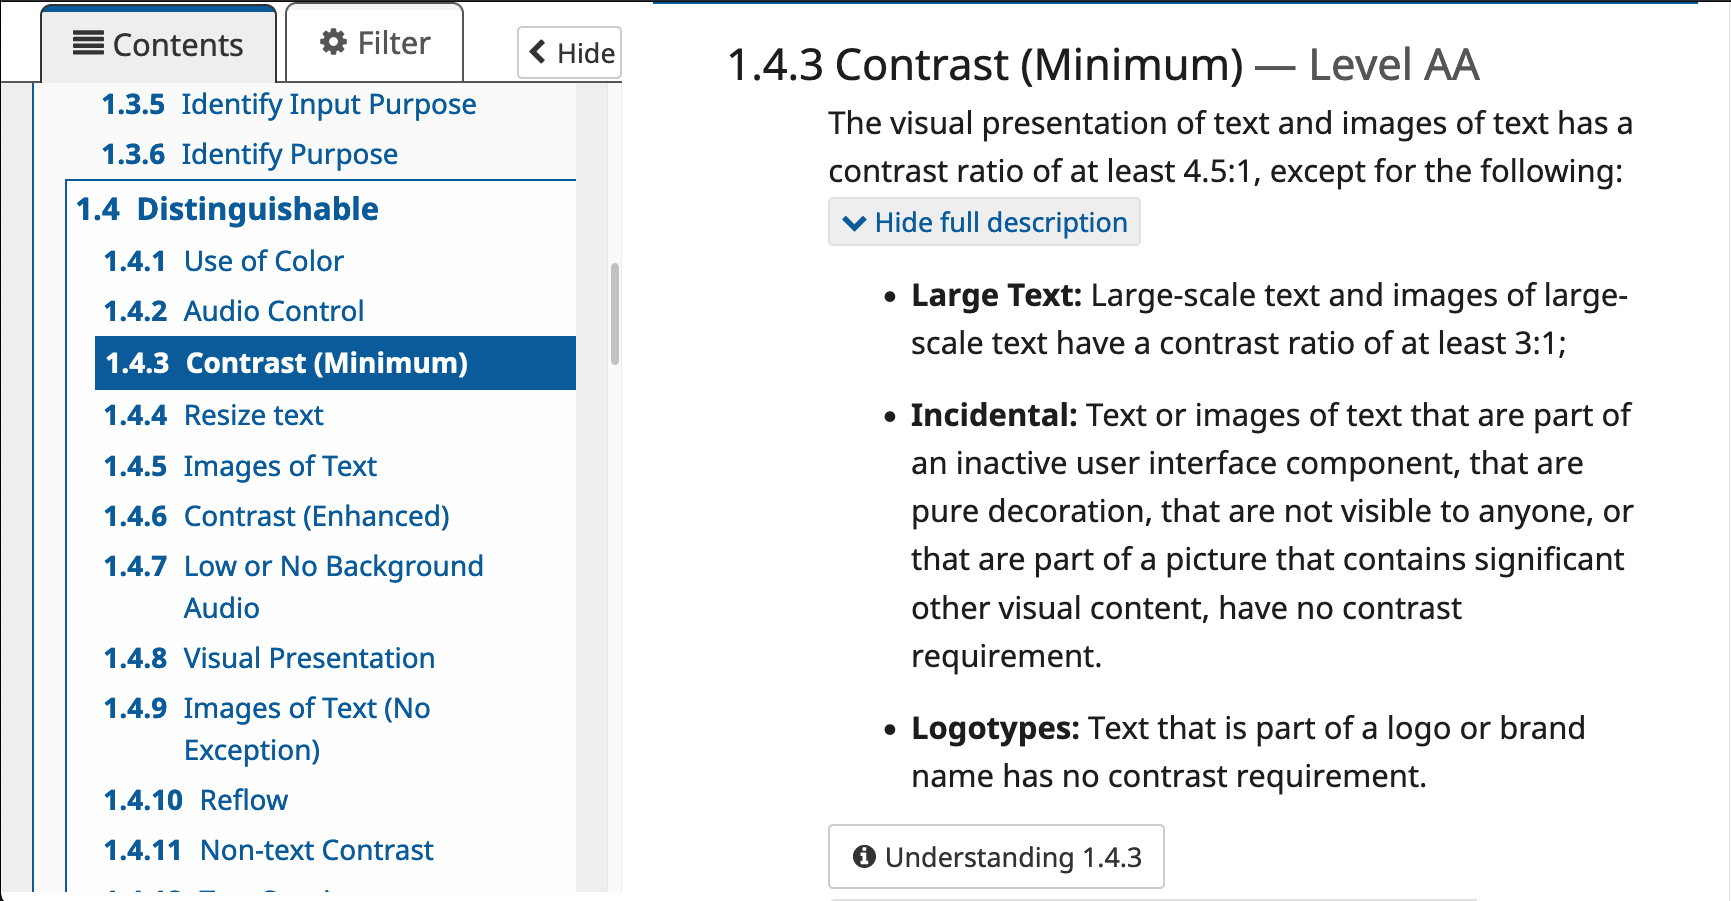 Contents
Filter
Hide
1.3.5 Identify Input Purpose
1.3.6 Identify Purpose
1.4 Distinguishable
1.4.1 Use of Color
1.4.2 Audio Control
1.4.3 Contrast (Minimum)
1.4.4 Resize text
1.4.5 Images of Text
1.4.6 Contrast (Enhanced)
1.4.7 Low or No Background
Audio
1.4.8 Visual Presentation
1.4.9 Images of Text (No
Exception)
1.4.10 Reflow
1.4.11 Non-text Contrast
1.4.3 Contrast (Minimum) — Level AA
The visual presentation of text and images of text has a
contrast ratio of at least 4.5:1, except for the following:
Hide full description
• Large Text: Large-scale text and images of large-
scale text have a contrast ratio of at least 3:1;
• Incidental: Text or images of text that are part of
an inactive user interface component, that are
pure decoration, that are not visible to anyone, or
that are part of a picture that contains significant
other visual content, have no contrast
requirement.
• Logotypes: Text that is part of a logo or brand
name has no contrast requirement.
Understanding 1.4.3